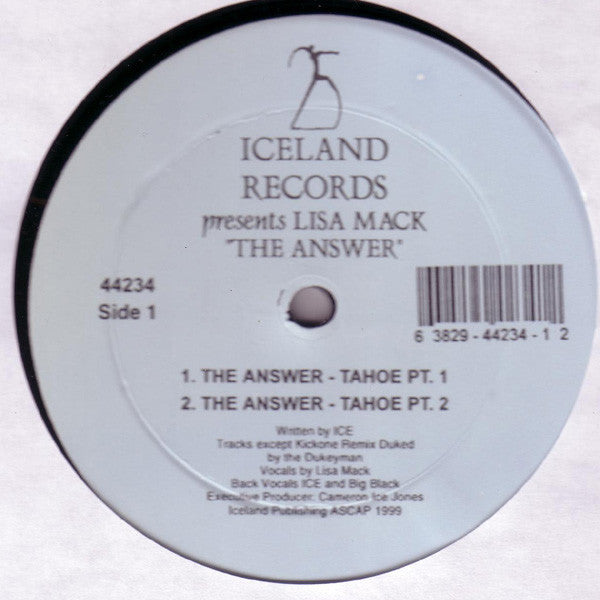 ICELAND
RECORDS
presents LISA MACK
"THE ANSWER"
44234
Side 1
6 3829 - 44234 - 1 2
1. THE ANSWER - TAHOE PT. 1
2. THE ANSWER - TAHOE PT. 2
Written by ICE
Tracks except Kickone Remix Duked
by the Dukeyman
Vocals by Lisa Mack
Back Vocals ICE and Big Black
Executive Producer: Cameron Ice Jones
Iceland Publishing ASCAP 1999